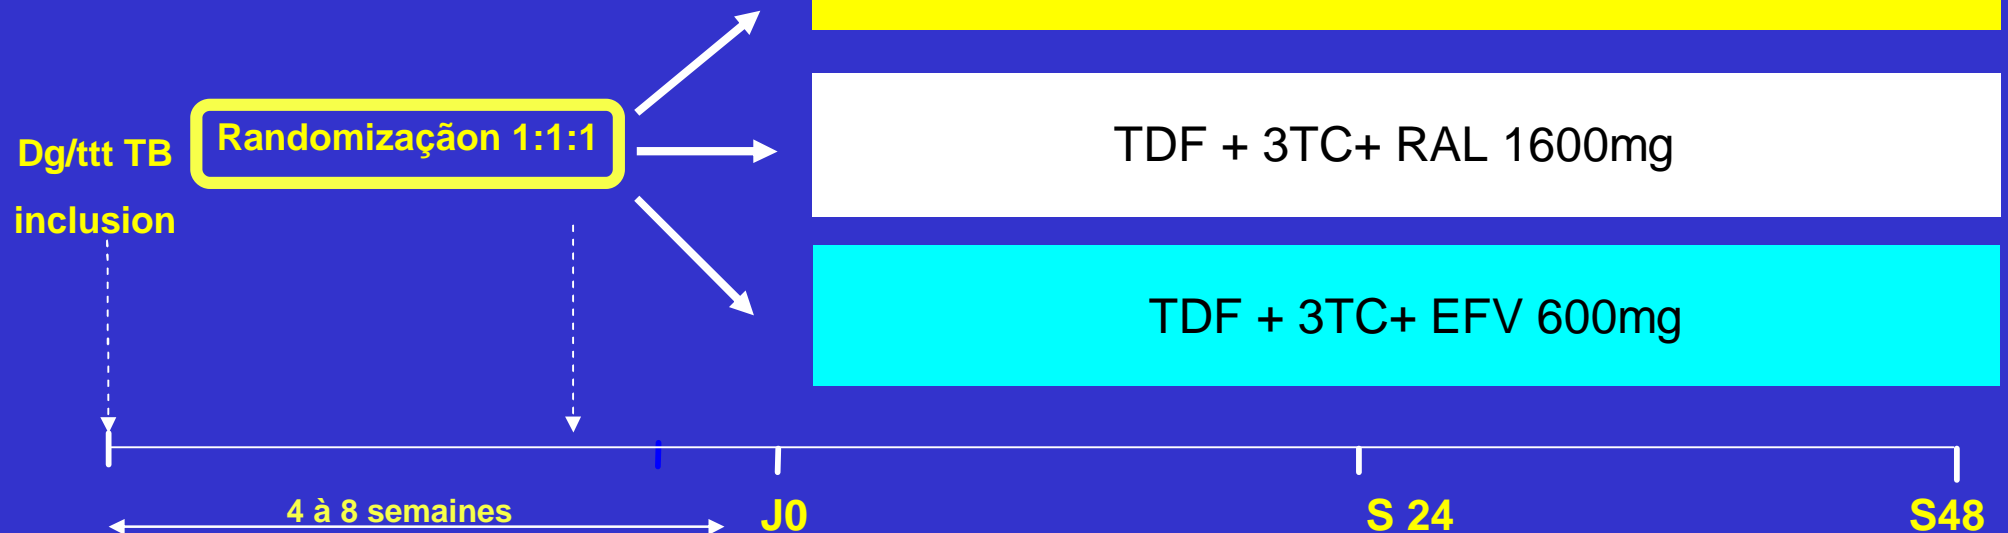 Randomizaçãon 1:1:1
Dg/ttt TB
inclusion
TDF + 3TC+ RAL 1600mg
TDF + 3TC+ EFV 600mg
4 à 8 semaines
J0
S 24
S48